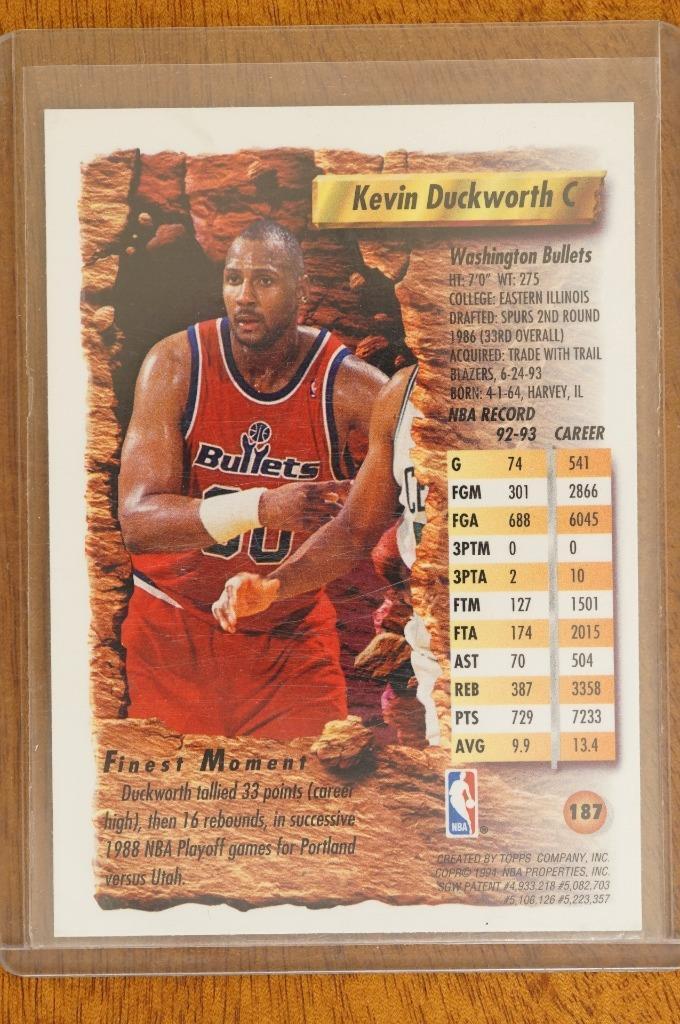 Kevin Duckworth C
Washington Bullets
HT: 7'0" WT: 275
COLLEGE: EASTERN ILLINOIS
DRAFTED: SPURS 2ND ROUND
1986 (33RD OVERALL)
ACQUIRED: TRADE WITH TRAIL
BLAZERS, 6-24-93
BORN: 4-1-64, HARVEY, IL
NBA RECORD
92-93 CAREER
G 74 541
FGM 301 2866
FGA 688 6045
3PTM 0 0
3PTA 2 10
FTM 127 1501
FTA 174 2015
AST 70 504
REB 387 3358
PTS 729 7233
AVG 9.9 13.4
Bullets
00
CE
Finest Moment
Duckworth tallied 33 points (career
high), then 16 rebounds, in successive
1988 NBA Playoff games for Portland
versus Utah.
NBA ®
187
CREATED BY TOPPS COMPANY, INC.
COPR© 1994 NBA PROPERTIES, INC.
SGW PATENT #4,933,218 #5,082,703
#5,106,126 #5,223,357